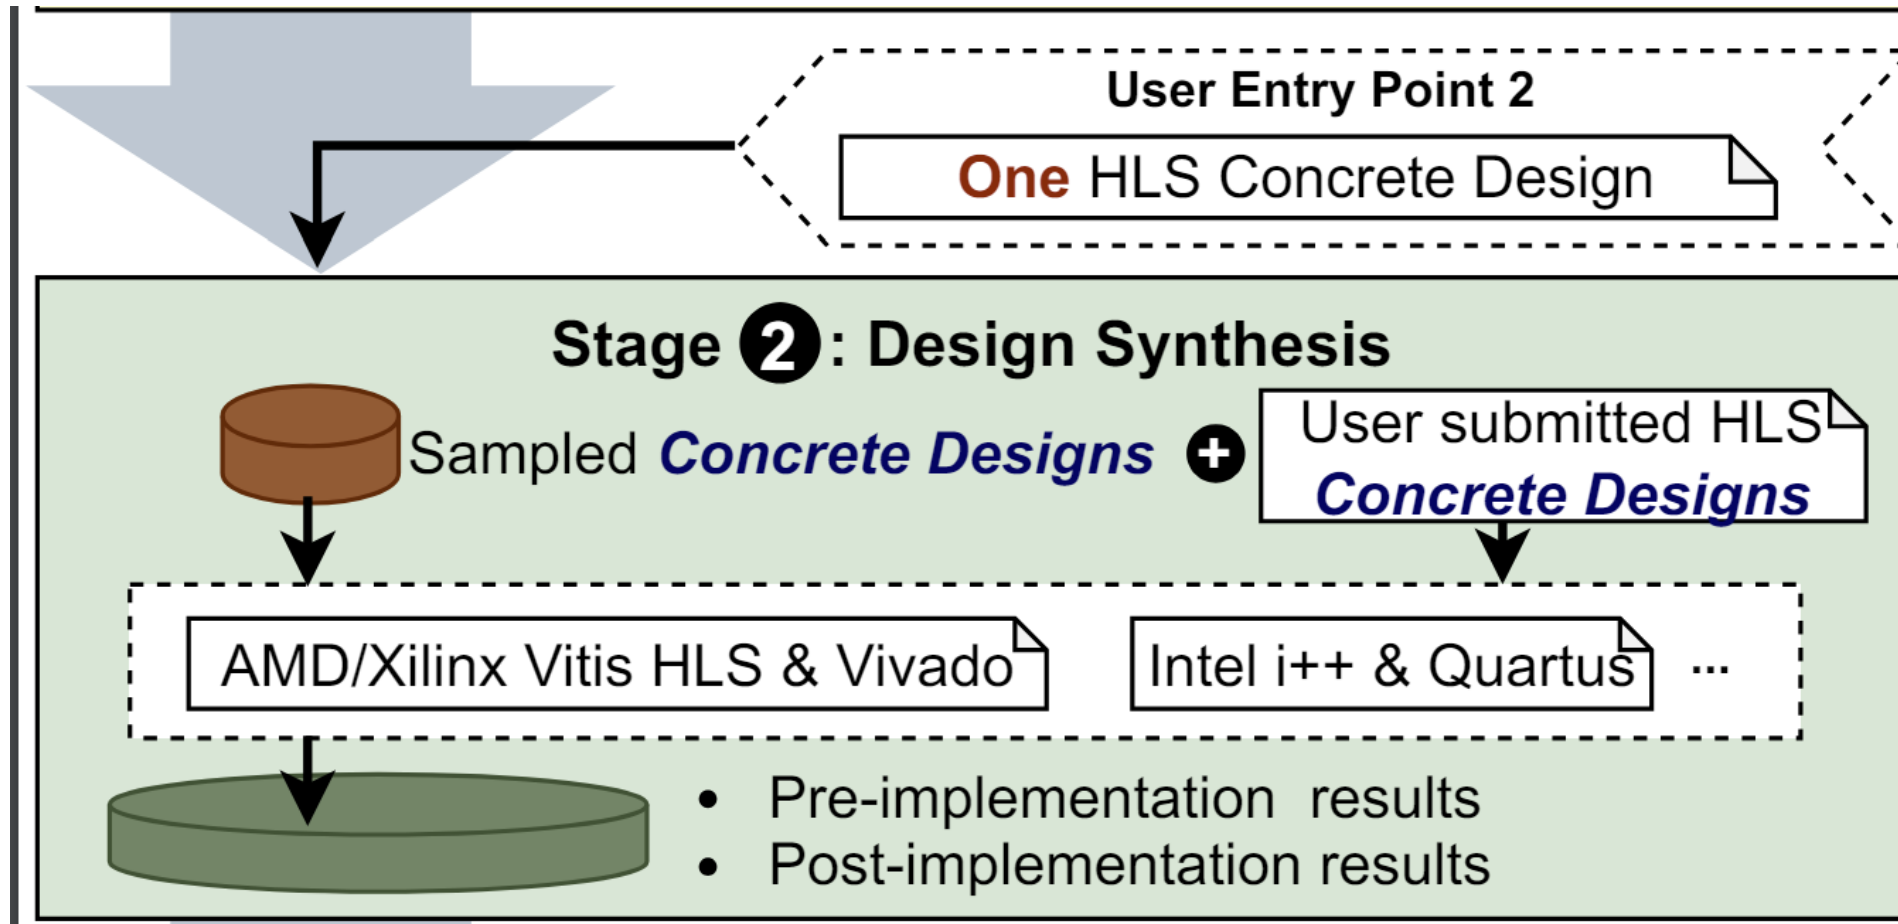 User Entry Point 2
One HLS Concrete Design
Stage 2: Design Synthesis
Sampled Concrete Designs + User submitted HLS
Concrete Designs
AMD/Xilinx Vitis HLS & Vivado
Intel i++ & Quartus
...
• Pre-implementation results
• Post-implementation results